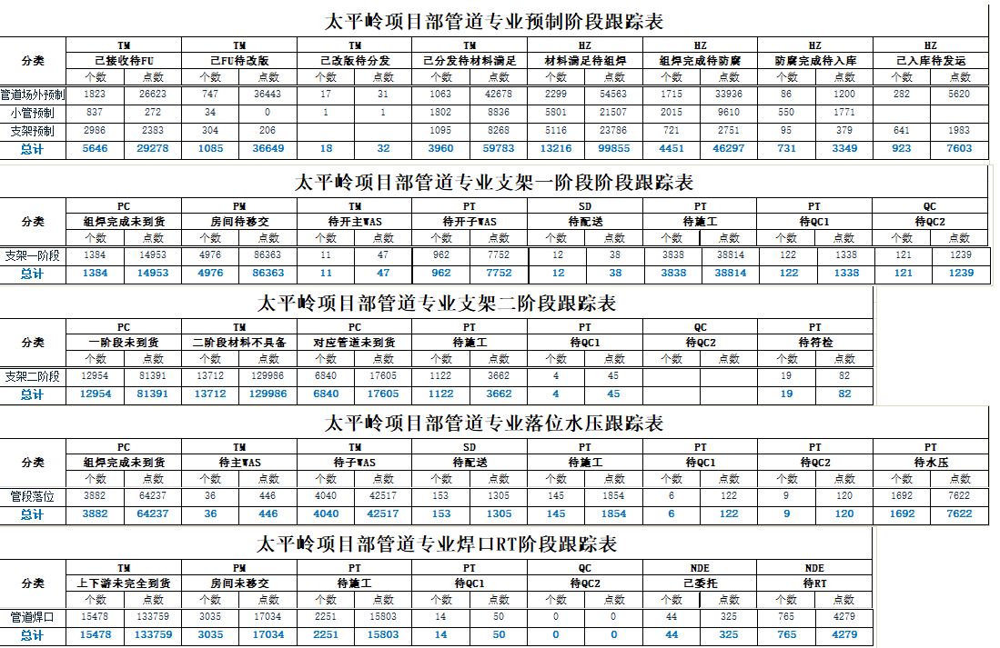 太平岭项目部管道专业预制阶段跟踪表
分类 TM TM TM TM HZ HZ HZ HZ
已接收待FU 已FU待改版 已改版待分发 已分发待材料满足 材料满足待组焊 组焊完成待防腐 防腐完成待入库 已入库待发运
个数 点数 个数 点数 个数 点数 个数 点数 个数 点数 个数 点数 个数 点数 个数 点数
管道场外预制 1823 26623 747 36443 17 31 1063 42678 2299 54563 1715 33936 86 1200 282 5620
小管预制 837 272 34 0 1 1 1802 8836 5801 21507 2015 9610 550 1771
支架预制 2986 2383 304 206 1095 8268 5116 23786 721 2751 95 379 641 1983
总计 5646 29278 1085 36649 18 32 3960 59783 13216 99855 4451 46297 731 3349 923 7603
太平岭项目部管道专业支架一阶段阶段跟踪表
分类 PC PM TM PT SD PT PT QC
组焊完成未到货 房间待移交 待开主WAS 待开子WAS 待配送 待施工 待QC1 待QC2
个数 点数 个数 点数 个数 点数 个数 点数 个数 点数 个数 点数 个数 点数 个数 点数
支架一阶段 1384 14953 4976 86363 11 47 962 7752 12 38 3838 38814 122 1338 121 1239
总计 1384 14953 4976 86363 11 47 962 7752 12 38 3838 38814 122 1338 121 1239
太平岭项目部管道专业支架二阶段跟踪表
分类 PC TM PC PT PT QC PT
一阶段未到货 二阶段材料不具备 对应管道未到货 待施工 待QC1 待QC2 待符检
个数 点数 个数 点数 个数 点数 个数 点数 个数 点数 个数 点数 个数 点数
支架二阶段 12954 81391 13712 129986 6840 17605 1122 3662 4 45 19 82
总计 12954 81391 13712 129986 6840 17605 1122 3662 4 45 19 82
太平岭项目部管道专业落位水压跟踪表
分类 PC TM TM SD PT PT PT PT
组焊完成未到货 待主WAS 待子WAS 待配送 待施工 待QC1 待QC2 待水压
个数 点数 个数 点数 个数 点数 个数 点数 个数 点数 个数 点数 个数 点数 个数 点数
管段落位 3882 64237 36 446 4040 42517 153 1305 145 1854 6 122 9 120 1692 7622
总计 3882 64237 36 446 4040 42517 153 1305 145 1854 6 122 9 120 1692 7622
太平岭项目部管道专业焊口RT阶段跟踪表
分类 TM PM PT PT QC NDE NDE
上下游未完全到货 房间未移交 待施工 待QC1 待QC2 已委托 待RT
个数 点数 个数 点数 个数 点数 个数 点数 个数 点数 个数 点数 个数 点数
管道焊口 15478 133759 3035 17034 2251 15803 14 50 0 0 44 325 765 4279
总计 15478 133759 3035 17034 2251 15803 14 50 0 0 44 325 765 4279